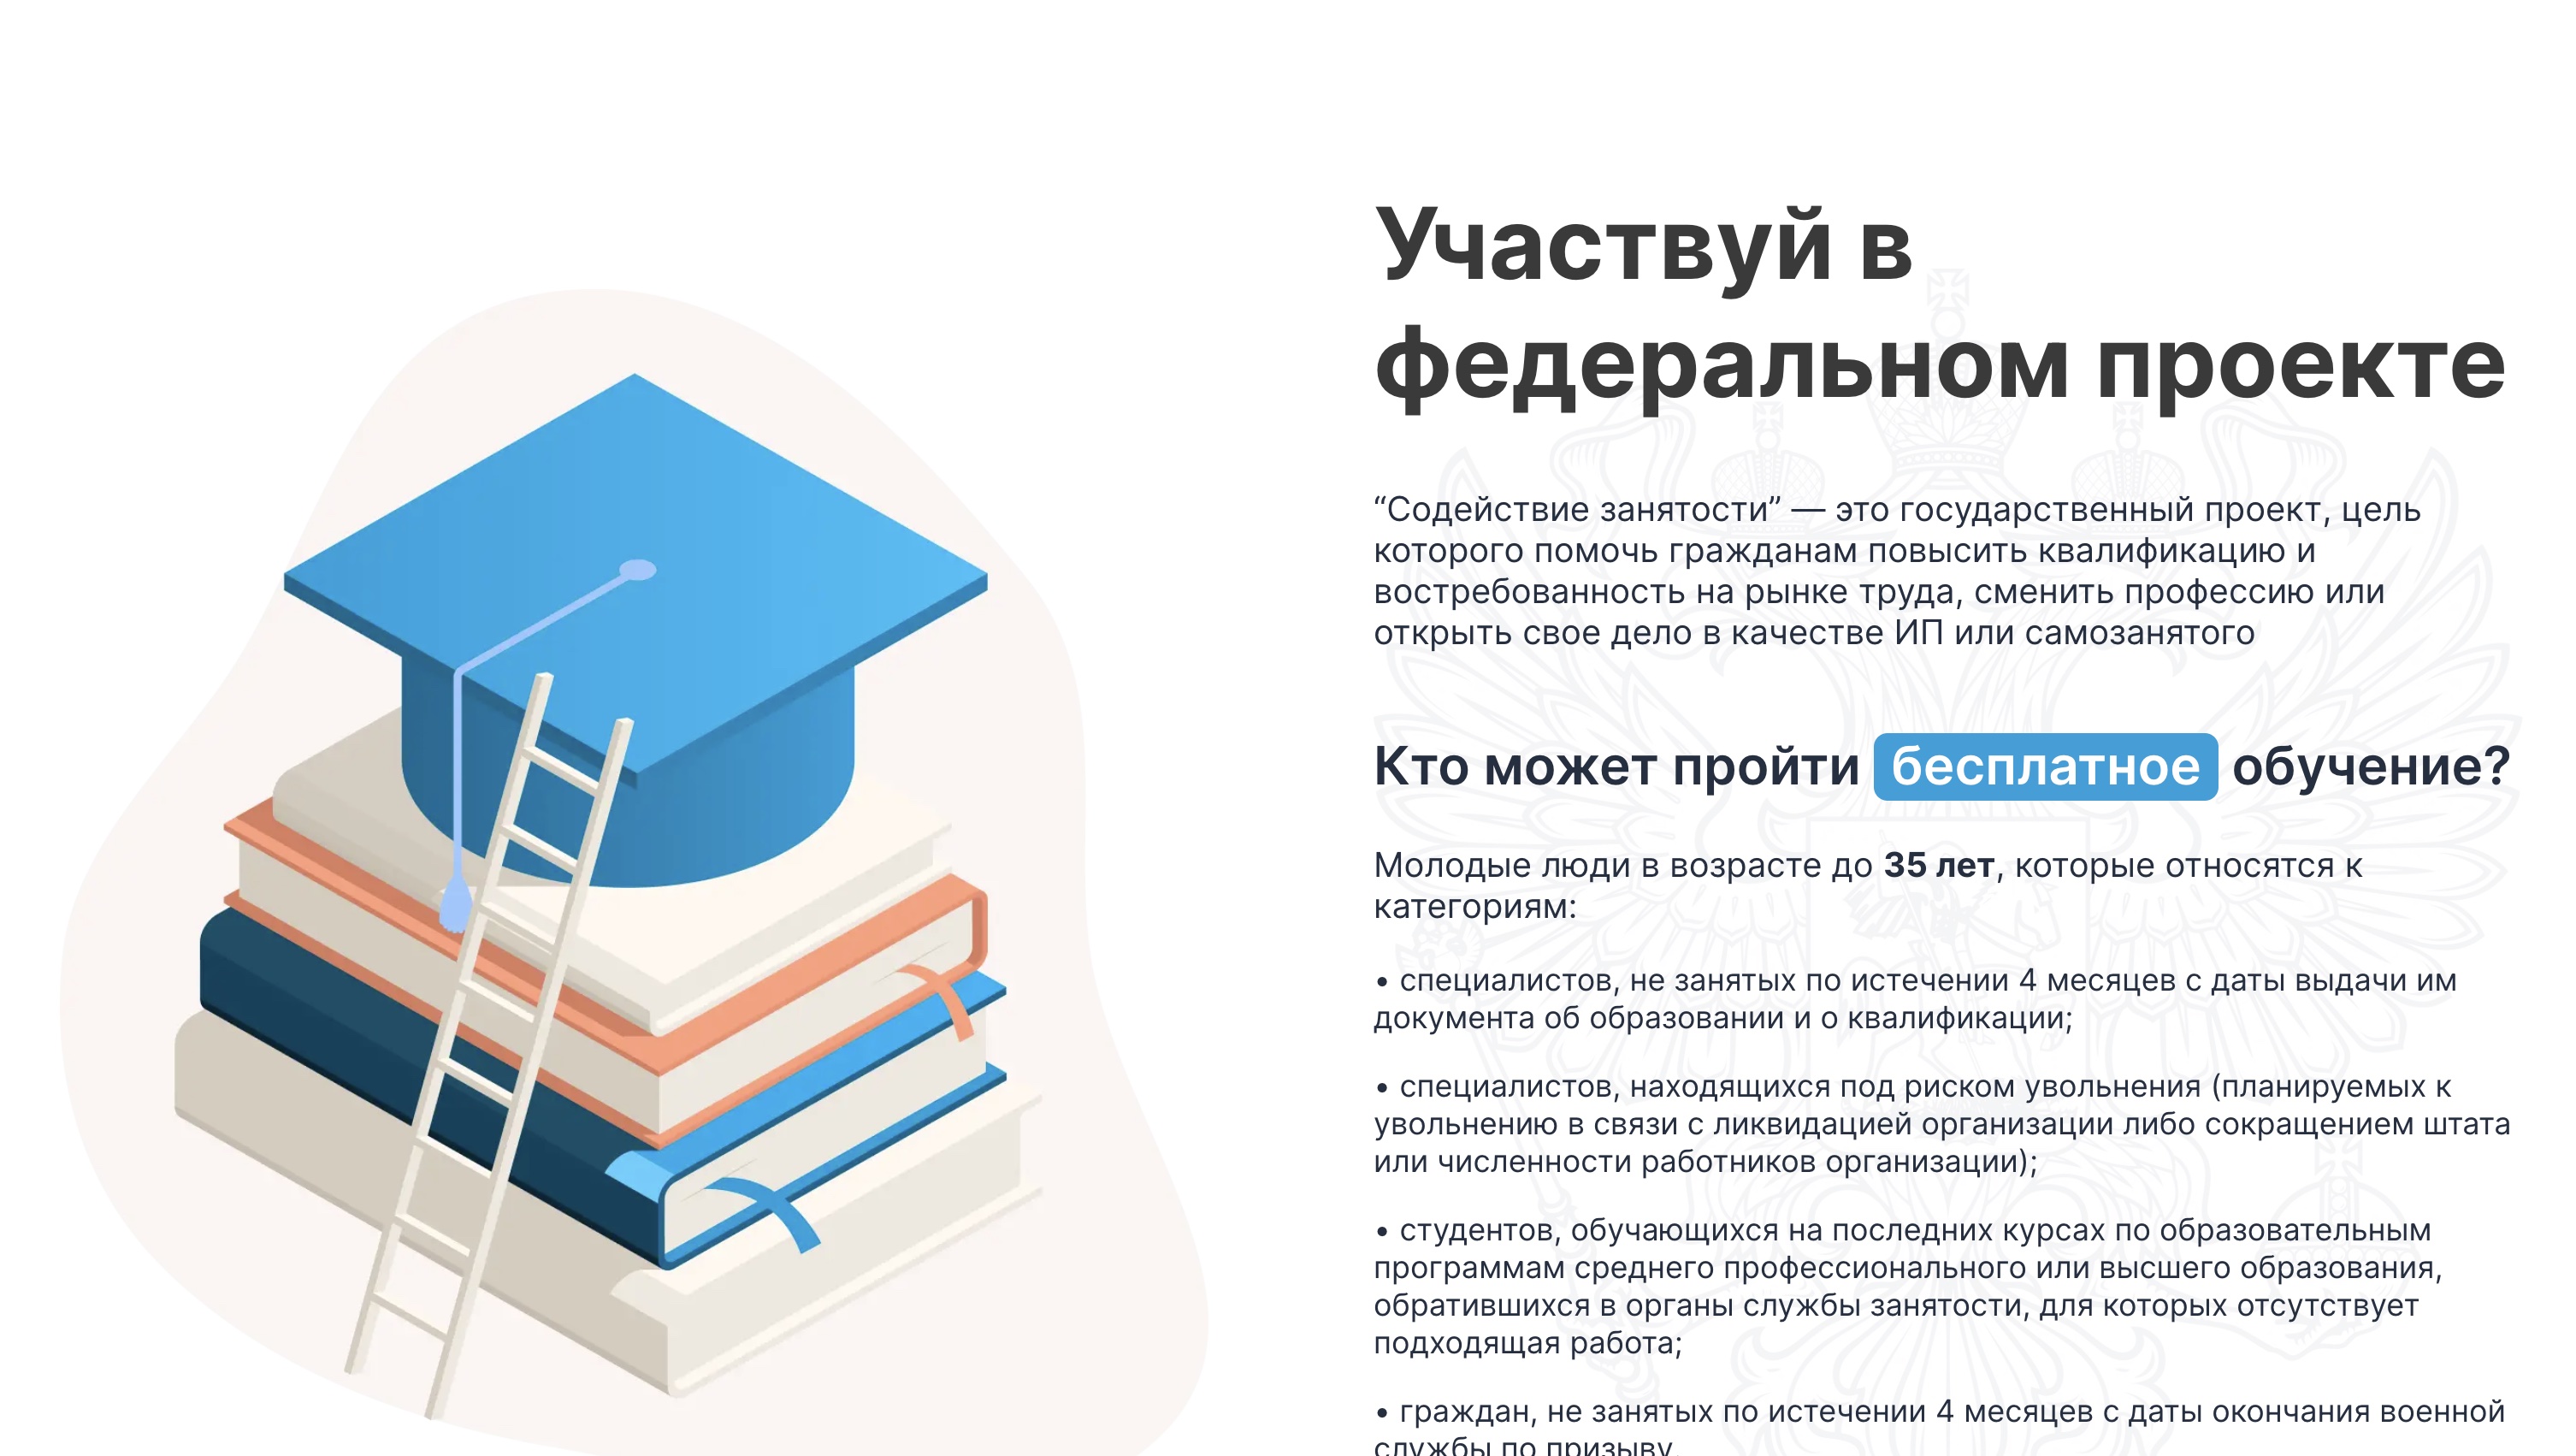 Участвуй в
федеральном проекте
“Содействие занятости” — это государственный проект, цель
которого помочь гражданам повысить квалификацию и
востребованность на рынке труда, сменить профессию или
открыть свое дело в качестве ИП или самозанятого
Кто может пройти бесплатное обучение?
Молодые люди в возрасте до 35 лет, которые относятся к
категориям:
• специалистов, не занятых по истечении 4 месяцев с даты выдачи им
документа об образовании и о квалификации;
• специалистов, находящихся под риском увольнения (планируемых к
увольнению в связи с ликвидацией организации либо сокращением штата
или численности работников организации);
• студентов, обучающихся на последних курсах по образовательным
программам среднего профессионального или высшего образования,
обратившихся в органы службы занятости, для которых отсутствует
подходящая работа;
• граждан, не занятых по истечении 4 месяцев с даты окончания военной
службы по призыву.